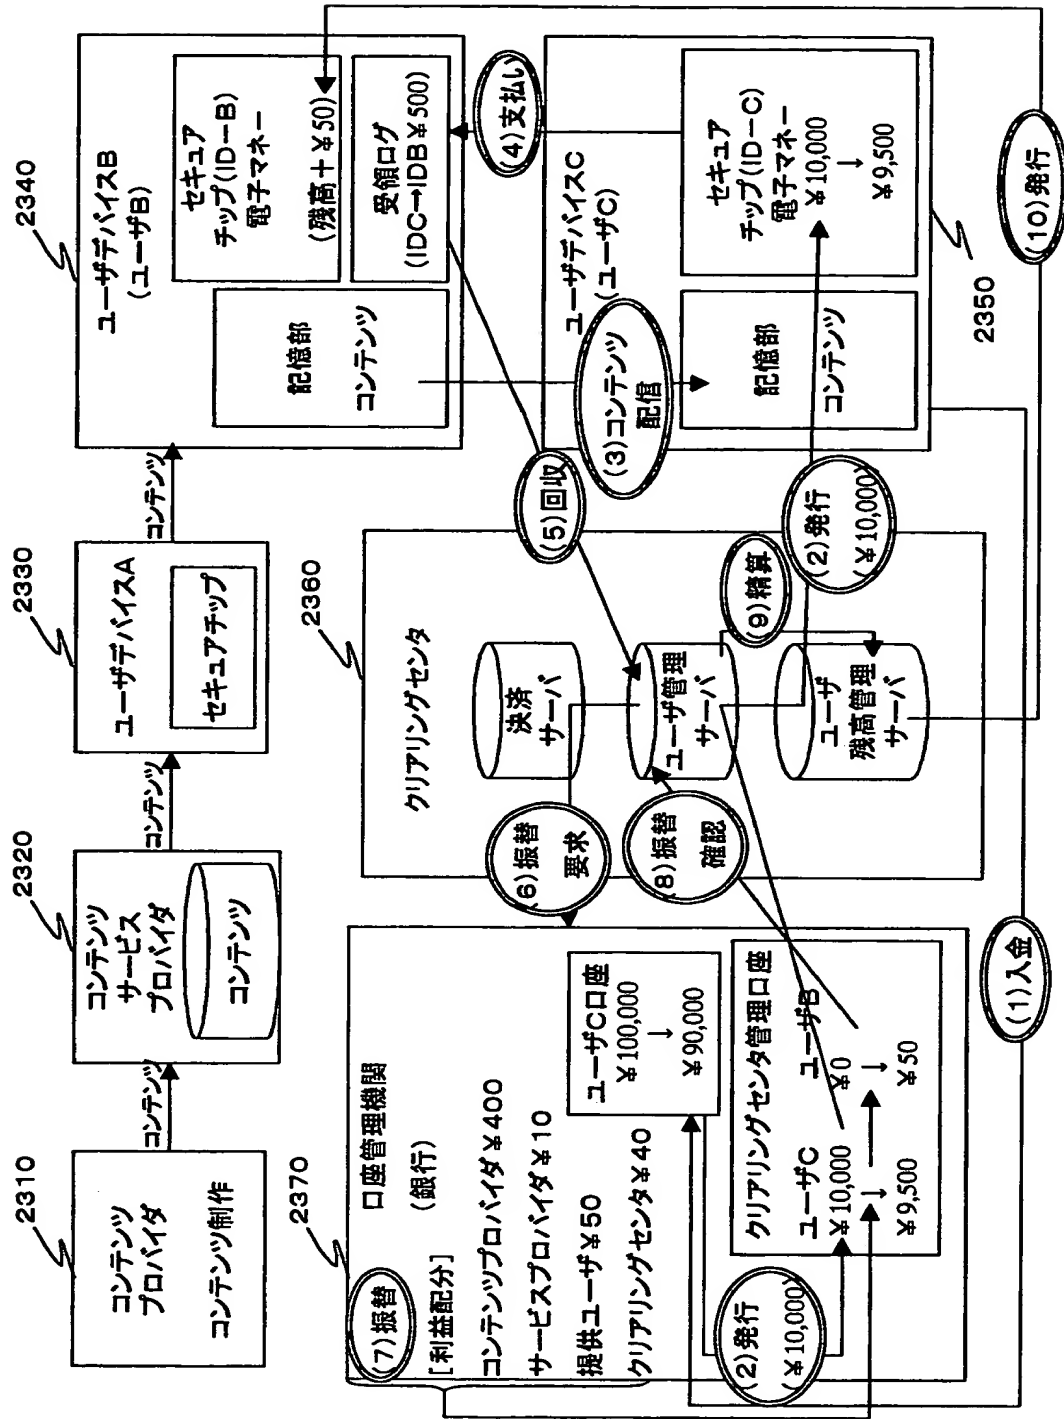 2310
コンテンツ
プロバイダ
コンテンツ制作
コンテンツ
2320
コンテンツ
サービス
プロバイダ
コンテンツ
コンテンツ
2330
ユーザデバイスA
セキュアチップ
コンテンツ
2340
ユーザデバイスB
(ユーザB)
セキュア
チップ(ID-B)
電子マネー
(残高+¥50)
受領ログ
(IDC→IDB¥500)
記憶部
コンテンツ
(3)コンテンツ
配信
(4)支払い
ユーザデバイスC
(ユーザC)
セキュア
チップ(ID-C)
電子マネー
¥10,000
↓
¥9,500
記憶部
コンテンツ
2350
2360
クリアリングセンタ
決済
サーバ
ユーザ管理
サーバ
ユーザ
残高管理
サーバ
(5)回収
(9)精算
(2)発行
(¥10,000)
(6)振替
要求
(8)振替
確認
2370
口座管理機関
(銀行)
(7)振替
[利益配分]
コンテンツプロバイダ¥400
サービスプロバイダ¥10
提供ユーザ¥50
クリアリングセンタ¥40
ユーザC口座
¥100,000
↓
¥90,000
クリアリングセンタ管理口座
ユーザC
¥10,000
↓
¥9,500
ユーザB
¥0
↓
¥50
(2)発行
(¥10,000)
(1)入金
(10)発行